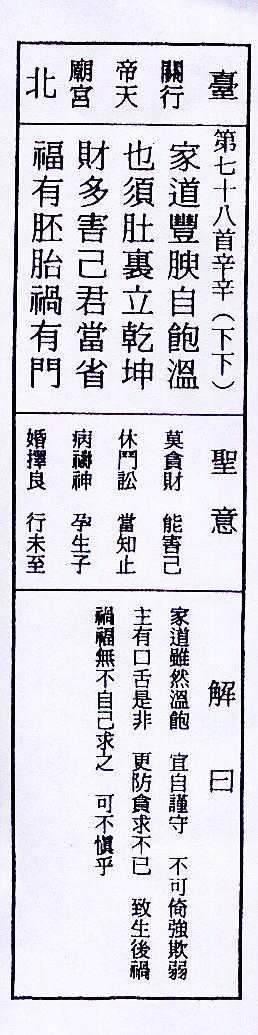 臺北
關行
帝天
廟宮
第七十八首辛辛（下下）
家道豐腴自飽溫
也須肚裏立乾坤
財多害己君當省
福有胚胎禍有門
聖意
莫貪財　能害己
休鬥訟　當知止
病禱神　孕生子
婚擇良　行未至
解曰
家道雖然溫飽　宜自謹守　不可倚強欺弱
主有口舌是非　更防貪求不已　致生後禍
禍福無不自己求之　可不慎乎